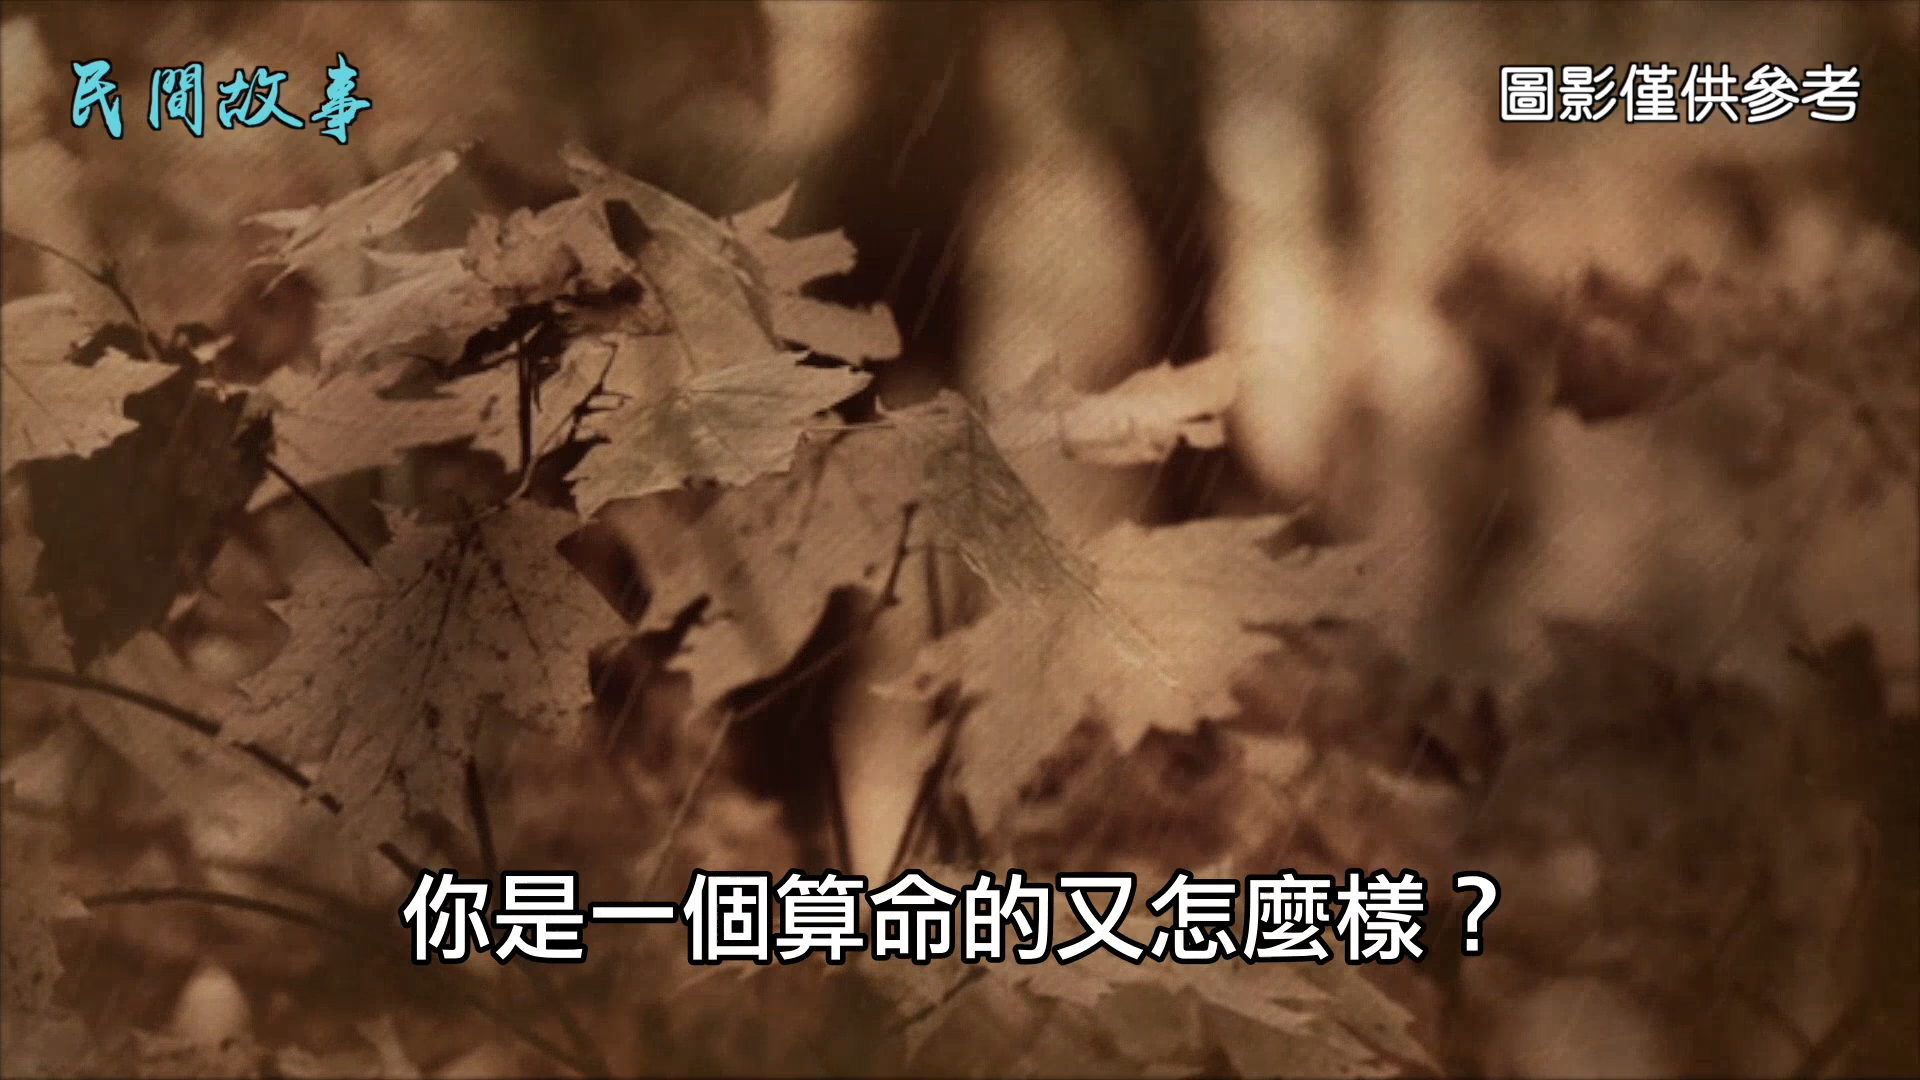 民間故事
圖影僅供參考
你是一個算命的又怎麼樣？